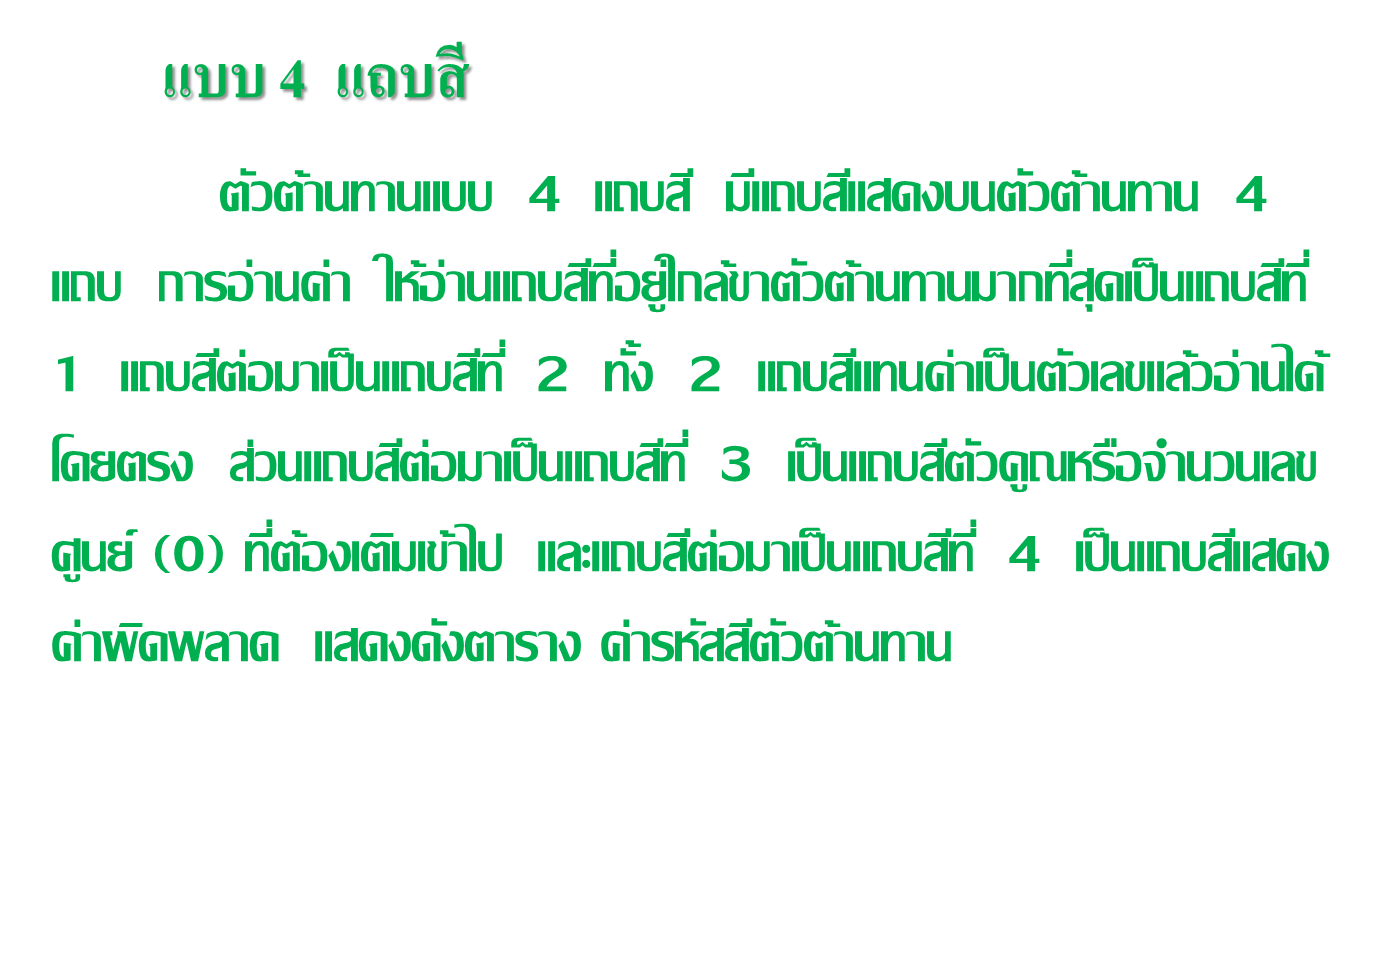 แบบ 4 แถบสี
ตัวต้านทานแบบ 4 แถบสี มีแถบสีแสดงบนตัวต้านทาน 4
แถบ การอ่านค่า ให้อ่านแถบสีที่อยู่ใกล้ขาตัวต้านทานมากที่สุดเป็นแถบสีที่
1 แถบสีต่อมาเป็นแถบสีที่ 2 ทั้ง 2 แถบสีแทนค่าเป็นตัวเลขแล้วอ่านได้
โดยตรง ส่วนแถบสีต่อมาเป็นแถบสีที่ 3 เป็นแถบสีตัวคูณหรือจำนวนเลข
ศูนย์ (0) ที่ต้องเติมเข้าไป และแถบสีต่อมาเป็นแถบสีที่ 4 เป็นแถบสีแสดง
ค่าผิดพลาด แสดงดังตาราง ค่ารหัสสีตัวต้านทาน